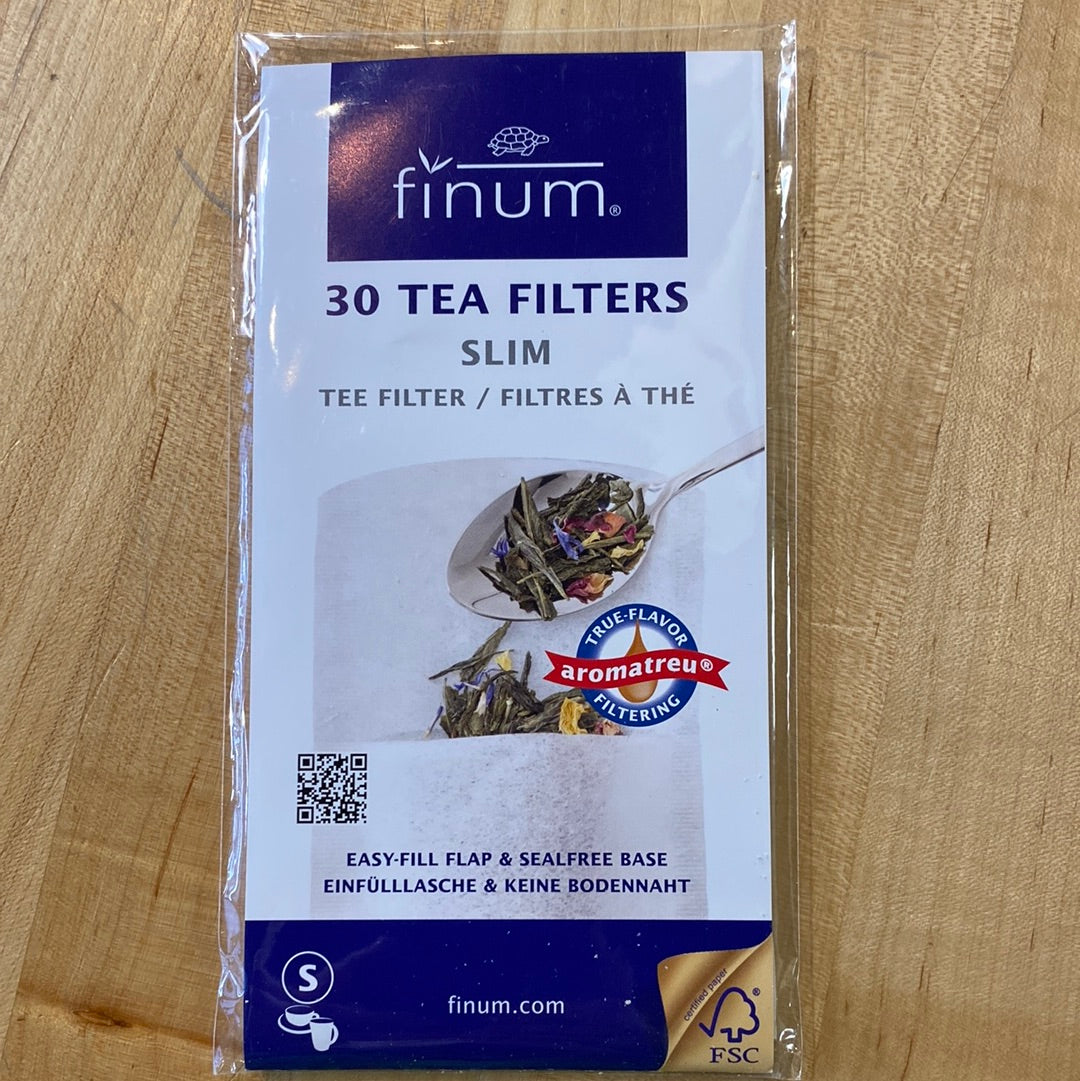 finum®
30 TEA FILTERS
SLIM
TEE FILTER / FILTRES À THÉ
TRUE-FLAVOR
aromatreu®
FILTERING
EASY-FILL FLAP & SEALFREE BASE
EINFÜLLLASCHE & KEINE BODENNAHT
S
finum.com
certified paper
®
FSC